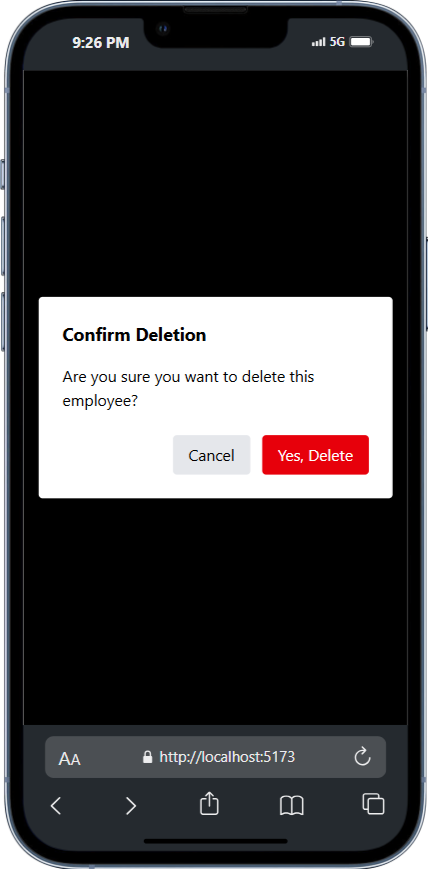 9:26 PM 5G
Confirm Deletion
Are you sure you want to delete this
employee?
Cancel Yes, Delete
AA http://localhost:5173